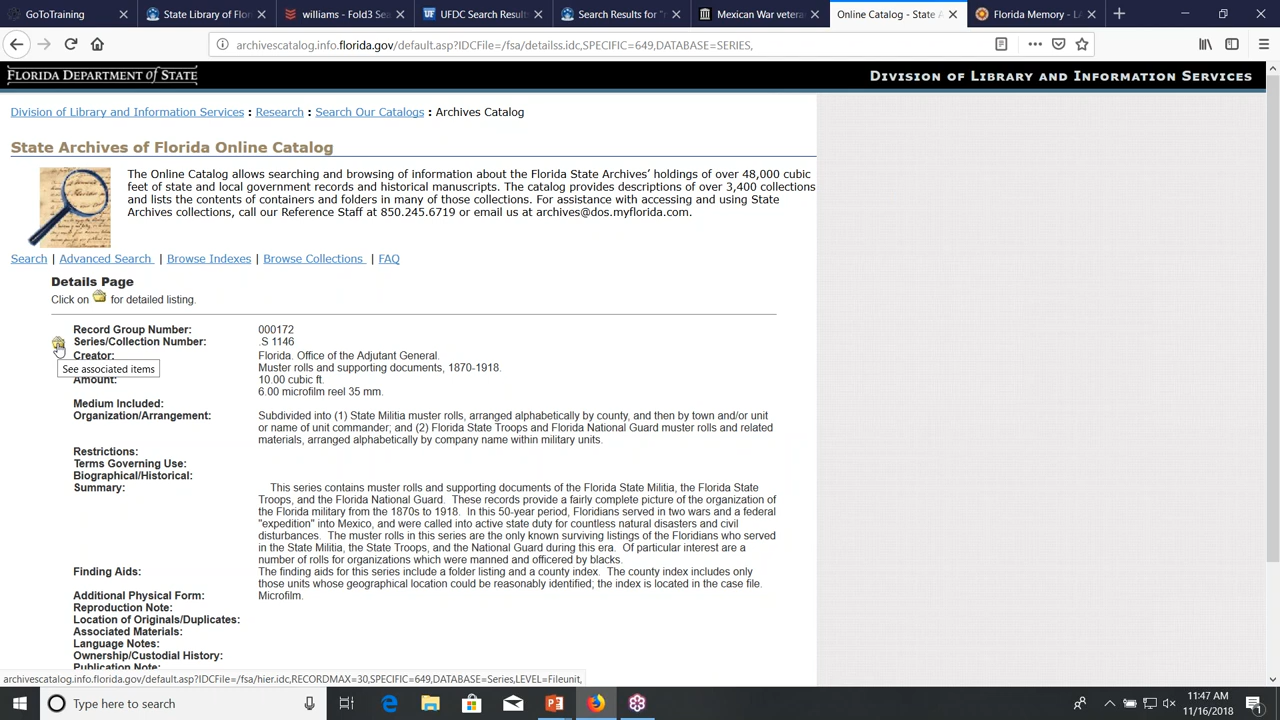 GoToTraining
State Library of Flo
williams - Fold3 Sea
UFDC Search Results
Search Results for "r
Mexican War vetera
Online Catalog - State A
Florida Memory - LA
archivescatalog.info.florida.gov/default.asp?IDCFile=/fsa/detailss.idc,SPECIFIC=649,DATABASE=SERIES,
FLORIDA DEPARTMENT of STATE
DIVISION OF LIBRARY AND INFORMATION SERVICES
Division of Library and Information Services : Research : Search Our Catalogs : Archives Catalog
State Archives of Florida Online Catalog
The Online Catalog allows searching and browsing of information about the Florida State Archives' holdings of over 48,000 cubic
feet of state and local government records and historical manuscripts. The catalog provides descriptions of over 3,400 collections
and lists the contents of containers and folders in many of those collections. For assistance with accessing and using State
Archives collections, call our Reference Staff at 850.245.6719 or email us at archives@dos.myflorida.com.
Search | Advanced Search | Browse Indexes | Browse Collections | FAQ
Details Page
Click on for detailed listing.
Record Group Number: 000172
Series/Collection Number: .S 1146
Creator: Florida. Office of the Adjutant General.
See associated items
Muster rolls and supporting documents, 1870-1918.
Amount: 10.00 cubic ft.
6.00 microfilm reel 35 mm.
Medium Included:
Organization/Arrangement: Subdivided into (1) State Militia muster rolls, arranged alphabetically by county, and then by town and/or unit
or name of unit commander; and (2) Florida State Troops and Florida National Guard muster rolls and related
materials, arranged alphabetically by company name within military units.
Restrictions:
Terms Governing Use:
Biographical/Historical:
Summary: This series contains muster rolls and supporting documents of the Florida State Militia, the Florida State
Troops, and the Florida National Guard. These records provide a fairly complete picture of the organization of
the Florida military from the 1870s to 1918. In this 50-year period, Floridians served in two wars and a federal
"expedition" into Mexico, and were called into active state duty for countless natural disasters and civil
disturbances. The muster rolls in this series are the only known surviving listings of the Floridians who served
in the State Militia, the State Troops, and the National Guard during this era. Of particular interest are a
number of rolls for organizations which were manned and officered by blacks.
Finding Aids: The finding aids for this series include a folder listing and a county index. The county index includes only
those units whose geographical location could be reasonably identified; the index is located in the case file.
Additional Physical Form: Microfilm.
Reproduction Note:
Location of Originals/Duplicates:
Associated Materials:
Language Notes:
Ownership/Custodial History:
Publication Note:
archivescatalog.info.florida.gov/default.asp?IDCFile=/fsa/hier.idc,RECORDMAX=30,SPECIFIC=649,DATABASE=Series,LEVEL=Fileunit,
Type here to search
11:47 AM
11/16/2018